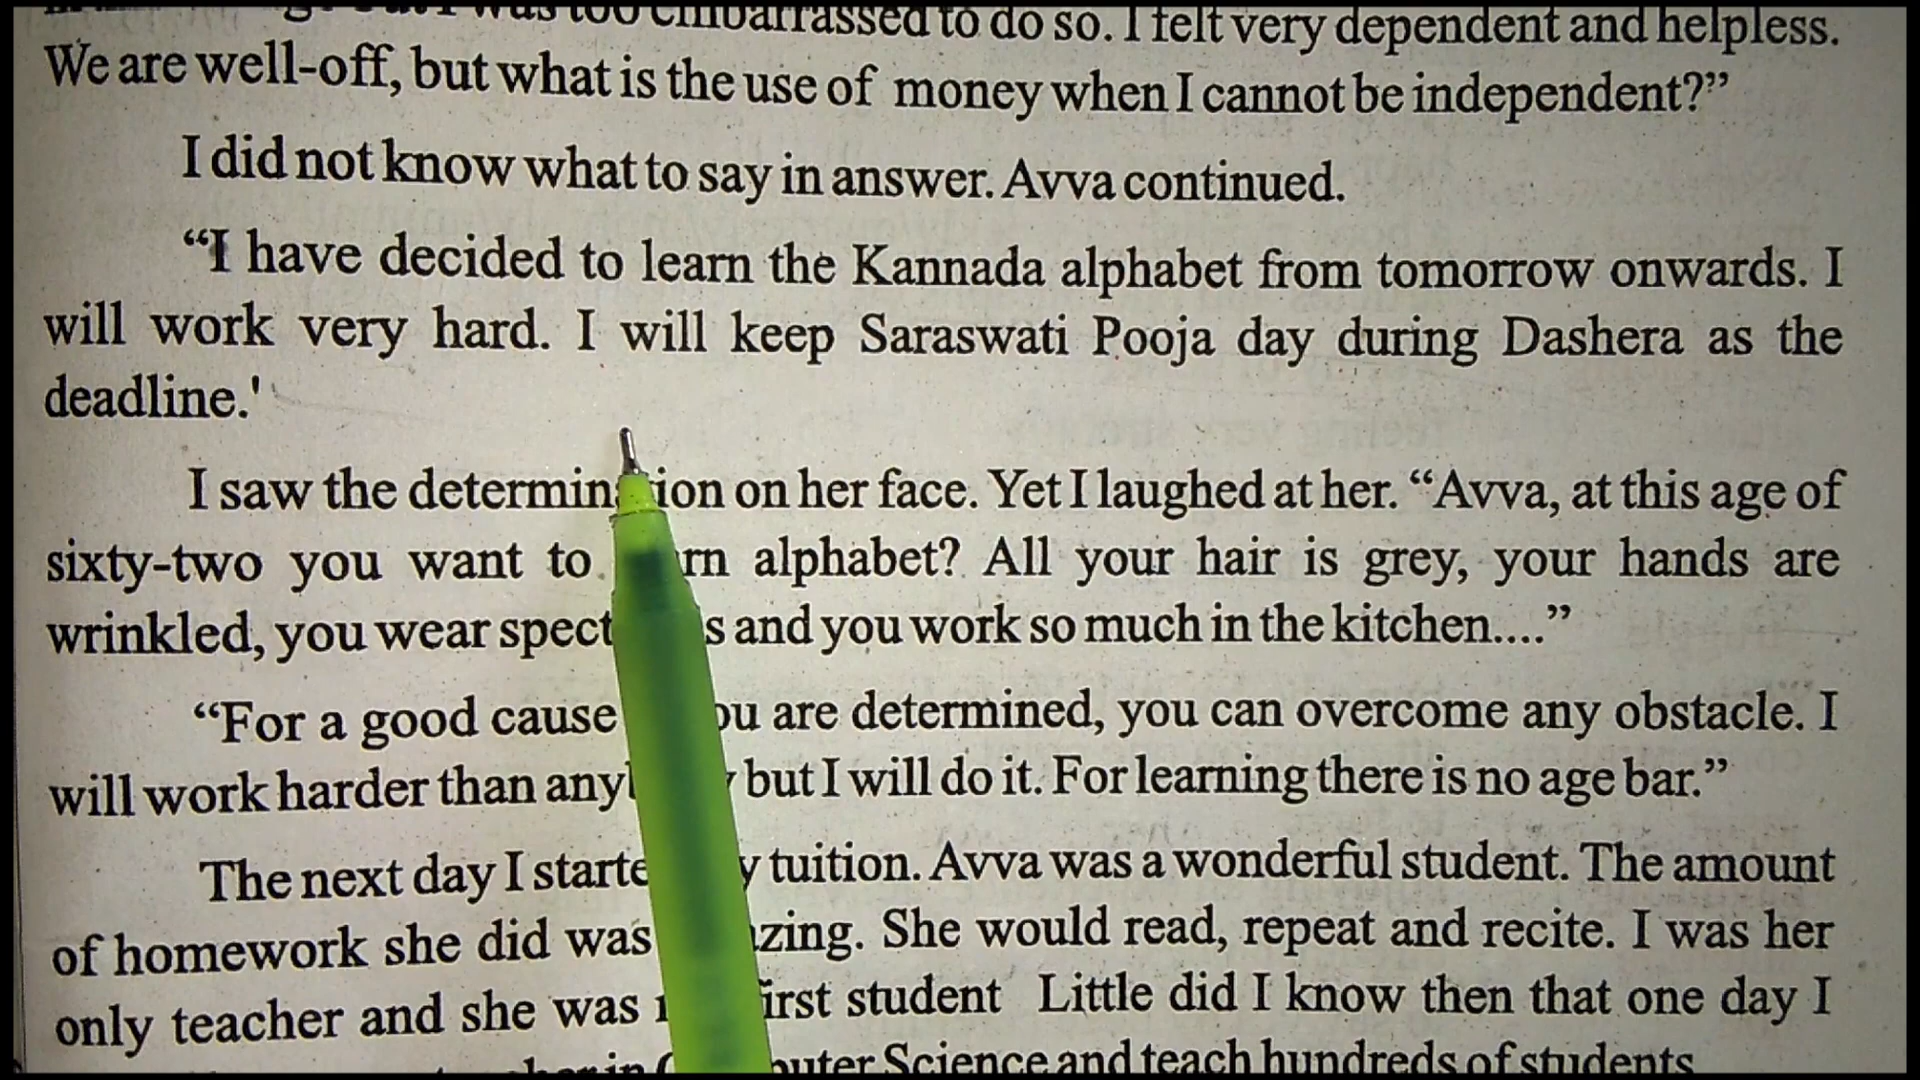 but I was too embarrassed to do so. I felt very dependent and helpless.
We are well-off, but what is the use of money when I cannot be independent?”
I did not know what to say in answer. Avva continued.
“I have decided to learn the Kannada alphabet from tomorrow onwards. I
will work very hard. I will keep Saraswati Pooja day during Dashera as the
deadline.'
I saw the determination on her face. Yet I laughed at her. “Avva, at this age of
sixty-two you want to alphabet? All your hair is grey, your hands are
wrinkled, you wear and you work so much in the kitchen....”
“For a good cause are determined, you can overcome any obstacle. I
will work harder than but I will do it. For learning there is no age bar.”
The next day I tuition. Avva was a wonderful student. The amount
of homework she did was She would read, repeat and recite. I was her
only teacher and she was student Little did I know then that one day I
in Science and teach hundreds of students